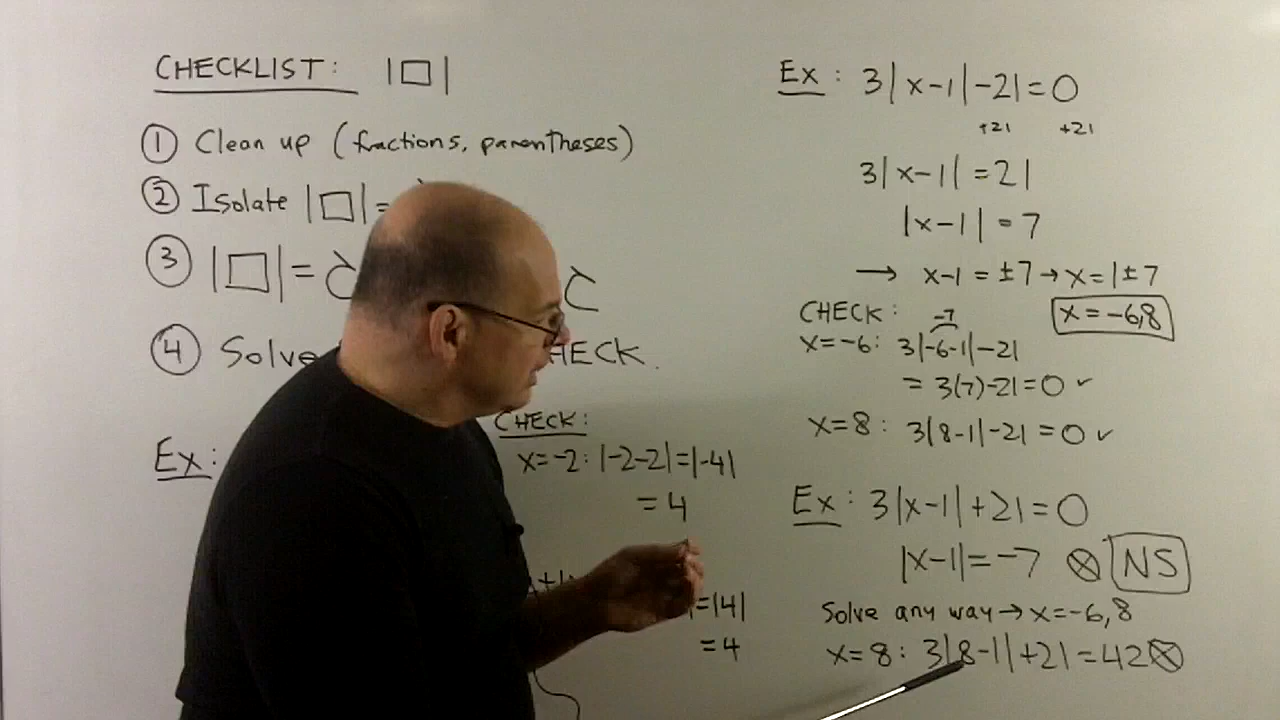 CHECKLIST: |□|
① Clean up (fractions, parentheses)
② Isolate |□| =
③ |□| = C
④ Solve CHECK.
Ex:
CHECK:
x=-2: |-2-2|=|-4|
= 4
=|4|
= 4
Ex: 3|x-1|-21=0
+21 +21
3|x-1|=21
|x-1|=7
→ x-1=±7→x=1±7
x=-6,8
CHECK:
-7
x=-6: 3|-6-1|-21
= 3(7)-21=0 ✓
x=8: 3|8-1|-21=0 ✓
Ex: 3|x-1|+21=0
|x-1|=-7 ⊗ NS
Solve any way → x=-6,8
x=8: 3|8-1|+21=42⊗